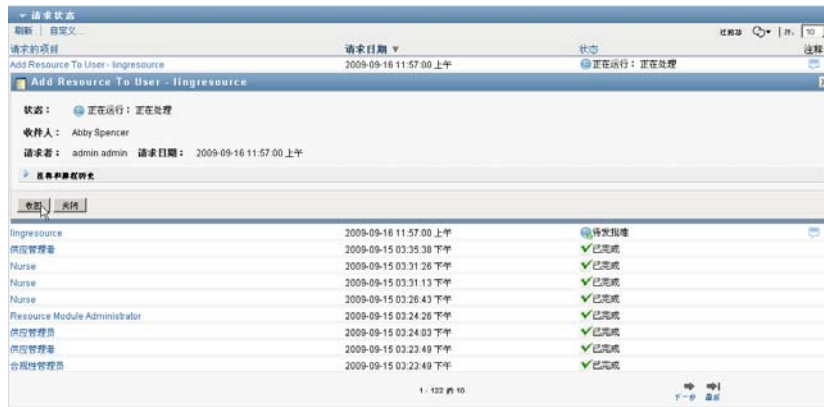 请求状态
刷新 | 自定义...
10
请求的项目 请求日期 状态 注释
Add Resource To User - lingresource 2009-09-16 11:57:00 上午 正在运行：正在处理
Add Resource To User - lingresource
状态： 正在运行：正在处理
收件人： Abby Spencer
请求者： admin admin 请求日期： 2009-09-16 11:57:00 上午
注释和流程历史
收回 关闭
lingresource 2009-09-16 11:57:00 上午 待发批准
供应管理者 2009-09-15 03:35:38 下午 已完成
Nurse 2009-09-15 03:31:26 下午 已完成
Nurse 2009-09-15 03:31:13 下午 已完成
Nurse 2009-09-15 03:26:43 下午 已完成
Resource Module Administrator 2009-09-15 03:24:26 下午 已完成
供应管理员 2009-09-15 03:24:03 下午 已完成
供应管理者 2009-09-15 03:23:49 下午 已完成
合规性管理员 2009-09-15 03:23:49 下午 已完成
1 - 122 的 10
下一步 最后